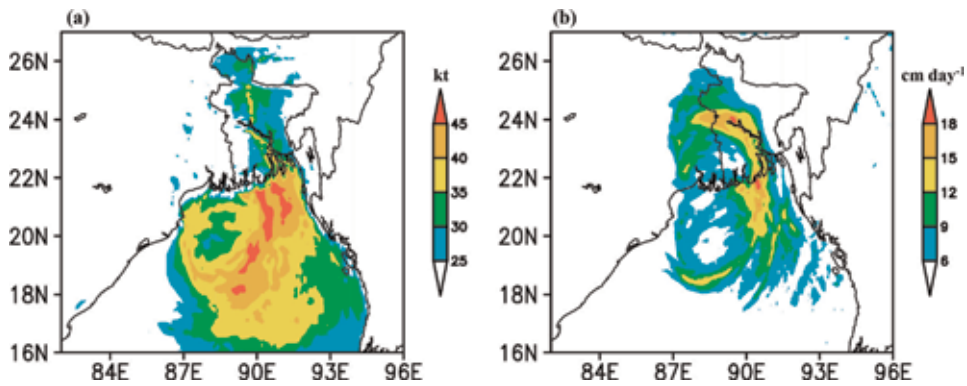 (a)
26N
24N
22N
20N
18N
16N
84E 87E 90E 93E 96E
kt
45
40
35
30
25
(b)
26N
24N
22N
20N
18N
16N
84E 87E 90E 93E 96E
cm day⁻¹
18
15
12
9
6